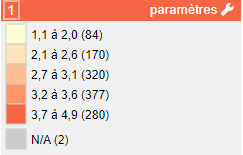 1 paramètres
1,1 à 2,0 (84)
2,1 à 2,6 (170)
2,7 à 3,1 (320)
3,2 à 3,6 (377)
3,7 à 4,9 (280)
N/A (2)